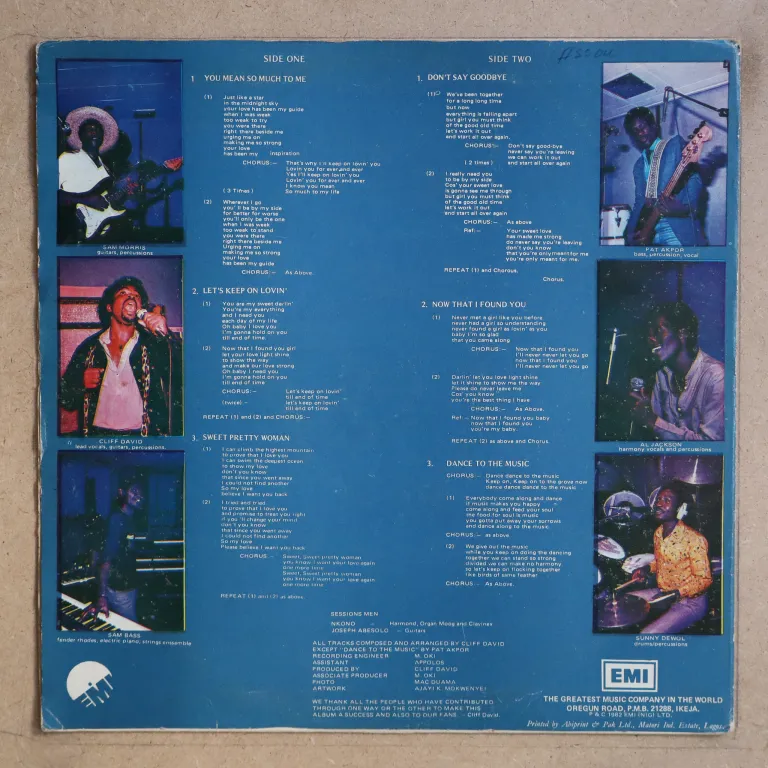 SIDE ONE
1 YOU MEAN SO MUCH TO ME
(1) Just like a star
in the midnight sky
your love has been my guide
when I was weak
too weak to try
you were there
right there beside me
urging me on
making me so strong
your love
has been my inspiration
CHORUS:— That's why I'll keep on lovin' you
Lovin you for ever and ever
Yes I'll keep on lovin' you
Lovin' you for ever and ever
I know you mean
(3 Times) So much to my life
(2) Wherever I go
you'll be by my side
for better for worse
you'll only be the one
when I was weak
too weak to stand
you were there
right there beside me
Urging me on
making me so strong
your love
has been my guide
CHORUS:— As Above.
2. LET'S KEEP ON LOVIN'
(1) You are my sweet darlin'
You're my everything
and I need you
each day of my life
Oh baby I love you
I'm gonna hold on you
till end of time
(2) Now that I found you girl
let your love light shine
to show the way
and make our love strong
Oh baby I need you
I'm gonna hold on you
till end of time
CHORUS:— Let's keep on lovin'
till end of time
(twice) — let's keep on lovin'
till end of time
REPEAT (1) and (2) and CHORUS:—
3. SWEET PRETTY WOMAN
(1) I can climb the highest mountain
to prove that I love you
I can swim the deepest ocean
to show my love
don't you know
that since you went away
I could not find another
So my love
believe I want you back
(2) I tried and tried
to prove that I love you
and promise to treat you right
if you'll change your mind
don't you know
that since you went away
I could not find another
So my love
Please believe I want you back
CHORUS:— Sweet, Sweet pretty woman
you know I want your love again
one more time
Sweet, Sweet pretty woman
you know I want your love again
one more time
REPEAT (1) and (2) as above.
SIDE TWO
1. DON'T SAY GOODBYE
(1) We've been together
for a long long time
but now
everything is falling apart
but girl you must think
of the good old time
let's work it out
and start all over again.
CHORUS:— Don't say good-bye
never say you're leaving
we can work it out
(2 times) and start all over again
(2) I really need you
to be by my side
Cos' your sweet love
is gonna see me through
but girl you must think
of the good old time
let's work it out
and start all over again
CHORUS:— As above
Ref:— Your sweet love
has made me strong
do never say you're leaving
don't you know
that you're only meant for me
you're only meant for me.
REPEAT (1) and Chorous.
Chorus.
2. NOW THAT I FOUND YOU
(1) Never met a girl like you before
never had a girl so understanding
never found a girl as lovin' as you
baby I'm so glad
that you came along
CHORUS:— Now that I found you
I'll never never let you go
now that I found you
I'll never never let you go
(2) Darlin' let you love light shine
let it shine to show me the way
Please do never leave me
Cos' you know
you're the best thing I have
CHORUS:— As Above.
Ref:— Now that I found you baby
now that I found you
you're my baby
REPEAT (2) as above and Chorus.
3. DANCE TO THE MUSIC
CHORUS:— Dance dance to the music
Keep on, Keep on to the grove now
dance dance dance to the music
(1) Everybody come along and dance
if music makes you happy
come along and feed your soul
the food for soul is music
you gotta put away your sorrows
and dance along to the music.
CHORUS:— as above.
(2) We give not the music
while you keep on doing the dancing
together we can stand so strong
divided we can make no harmony
so let's keep on flocking together
like birds of same feather
CHORUS:— As Above.
SAM MORRIS
guitars, percussions
CLIFF DAVID
lead vocals, guitars, percussions.
SAM BASS
fender rhodes, electric piano, strings ensemble
PAT AKPOR
bass, percussion, vocal
AL JACKSON
harmony vocals and percussions.
SUNNY DEWOL
drums/percussions
SESSIONS MEN
NKONO — Harmond, Organ Moog and Clavinex
JOSEPH ABESOLO — Guitars
ALL TRACKS COMPOSED AND ARRANGED BY CLIFF DAVID
EXCEPT "DANCE TO THE MUSIC" BY PAT AKPOR
RECORDING ENGINEER M. OKI
ASSISTANT APPOLOS
PRODUCED BY CLIFF DAVID
ASSOCIATE PRODUCER M. OKI
PHOTO MAC OUAMA
ARTWORK AJAYI K. MOKWENYEI
WE THANK ALL THE PEOPLE WHO HAVE CONTRIBUTED
THROUGH ONE WAY OR THE OTHER TO MAKE THIS
ALBUM A SUCCESS AND ALSO TO OUR FANS – Cliff David.
EMI
EMI
THE GREATEST MUSIC COMPANY IN THE WORLD
OREGUN ROAD, P.M.B. 21288, IKEJA.
℗ & C 1982 EMI (NIG) LTD.
Printed by Abiprint & Pak Ltd., Matori Ind. Estate, Lagos.